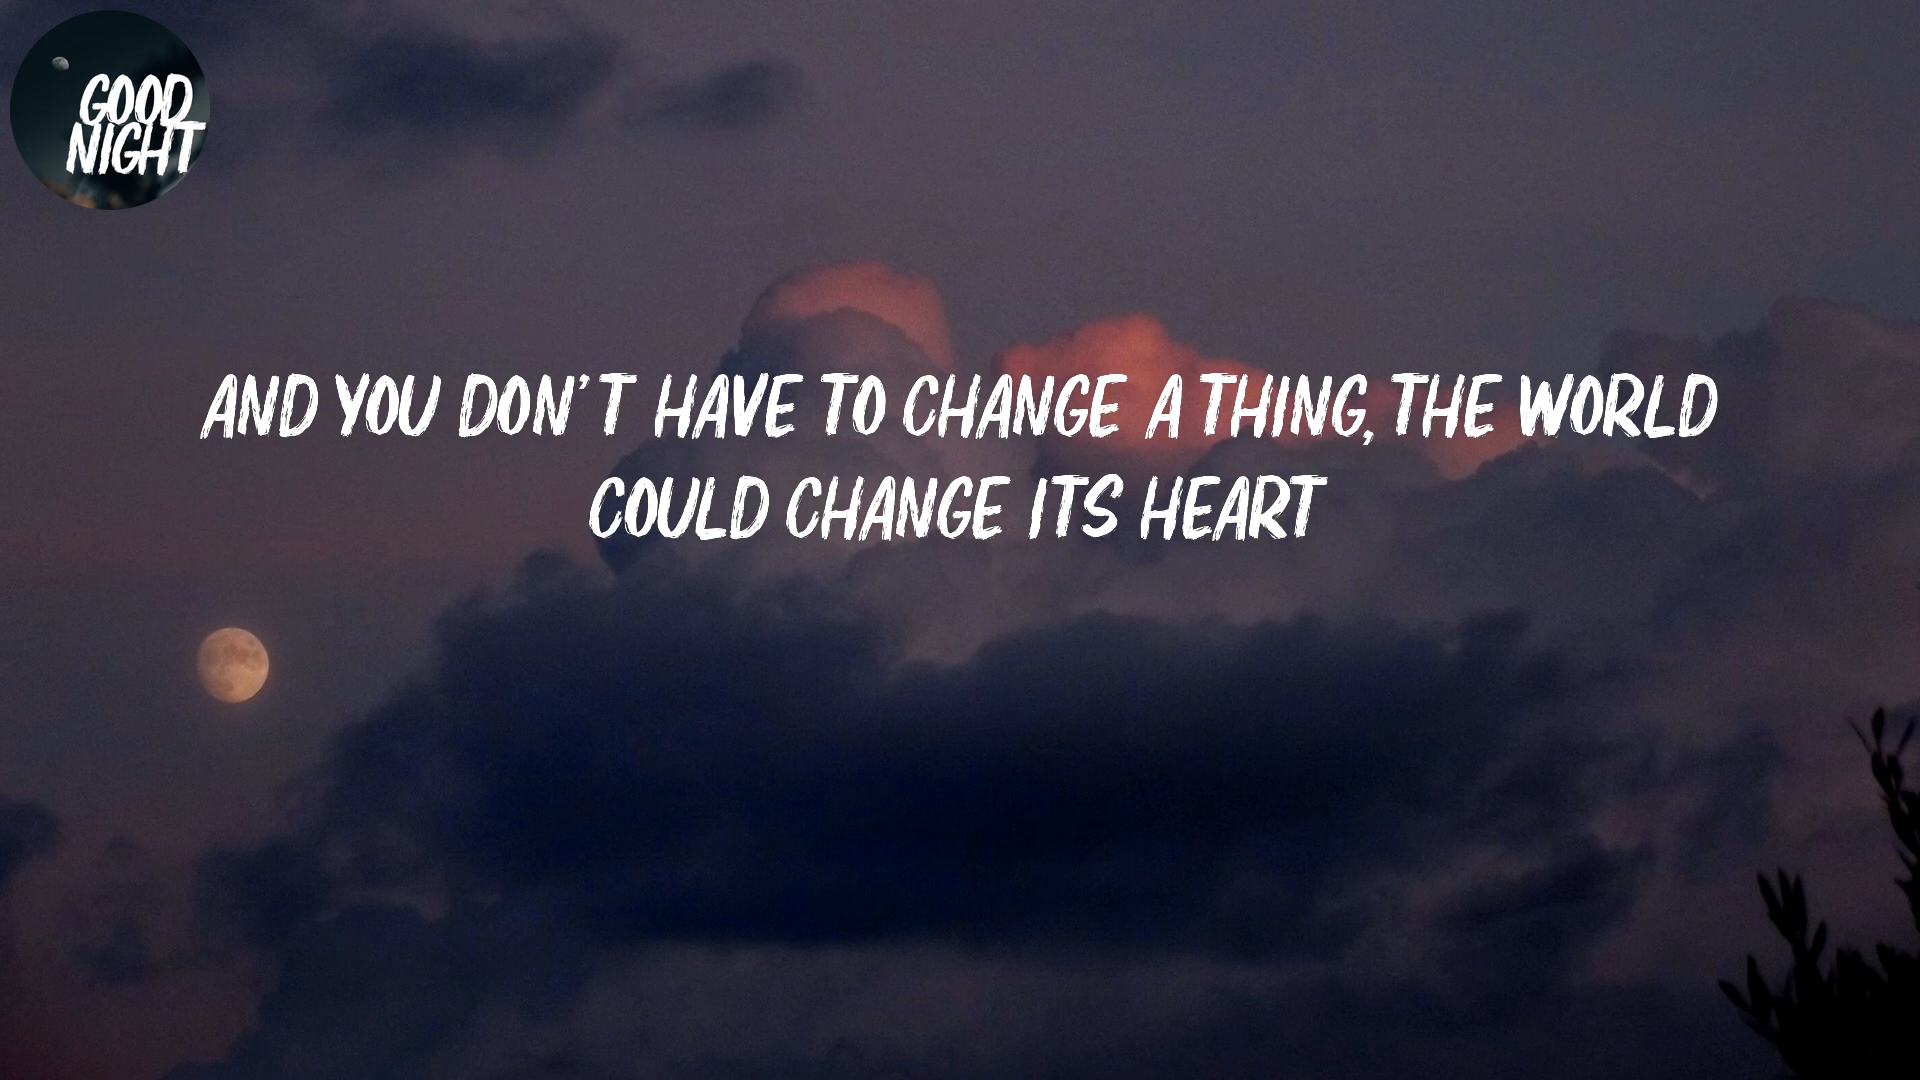 GOOD
NIGHT
AND YOU DON'T HAVE TO CHANGE A THING, THE WORLD
COULD CHANGE ITS HEART